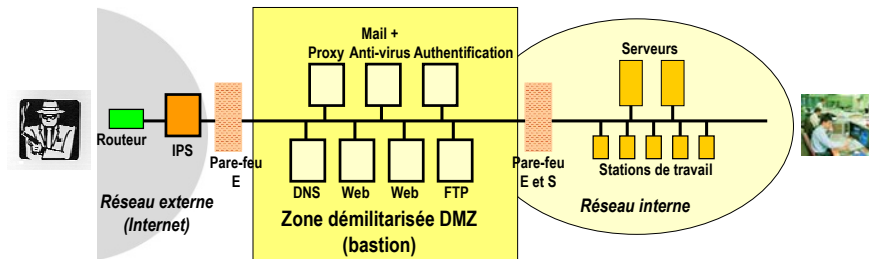 Mail +
Proxy Anti-virus Authentification
Serveurs
Routeur
IPS
Pare-feu
E
DNS Web Web FTP
Pare-feu
E et S
Stations de travail
Réseau externe
(Internet)
Zone démilitarisée DMZ
(bastion)
Réseau interne